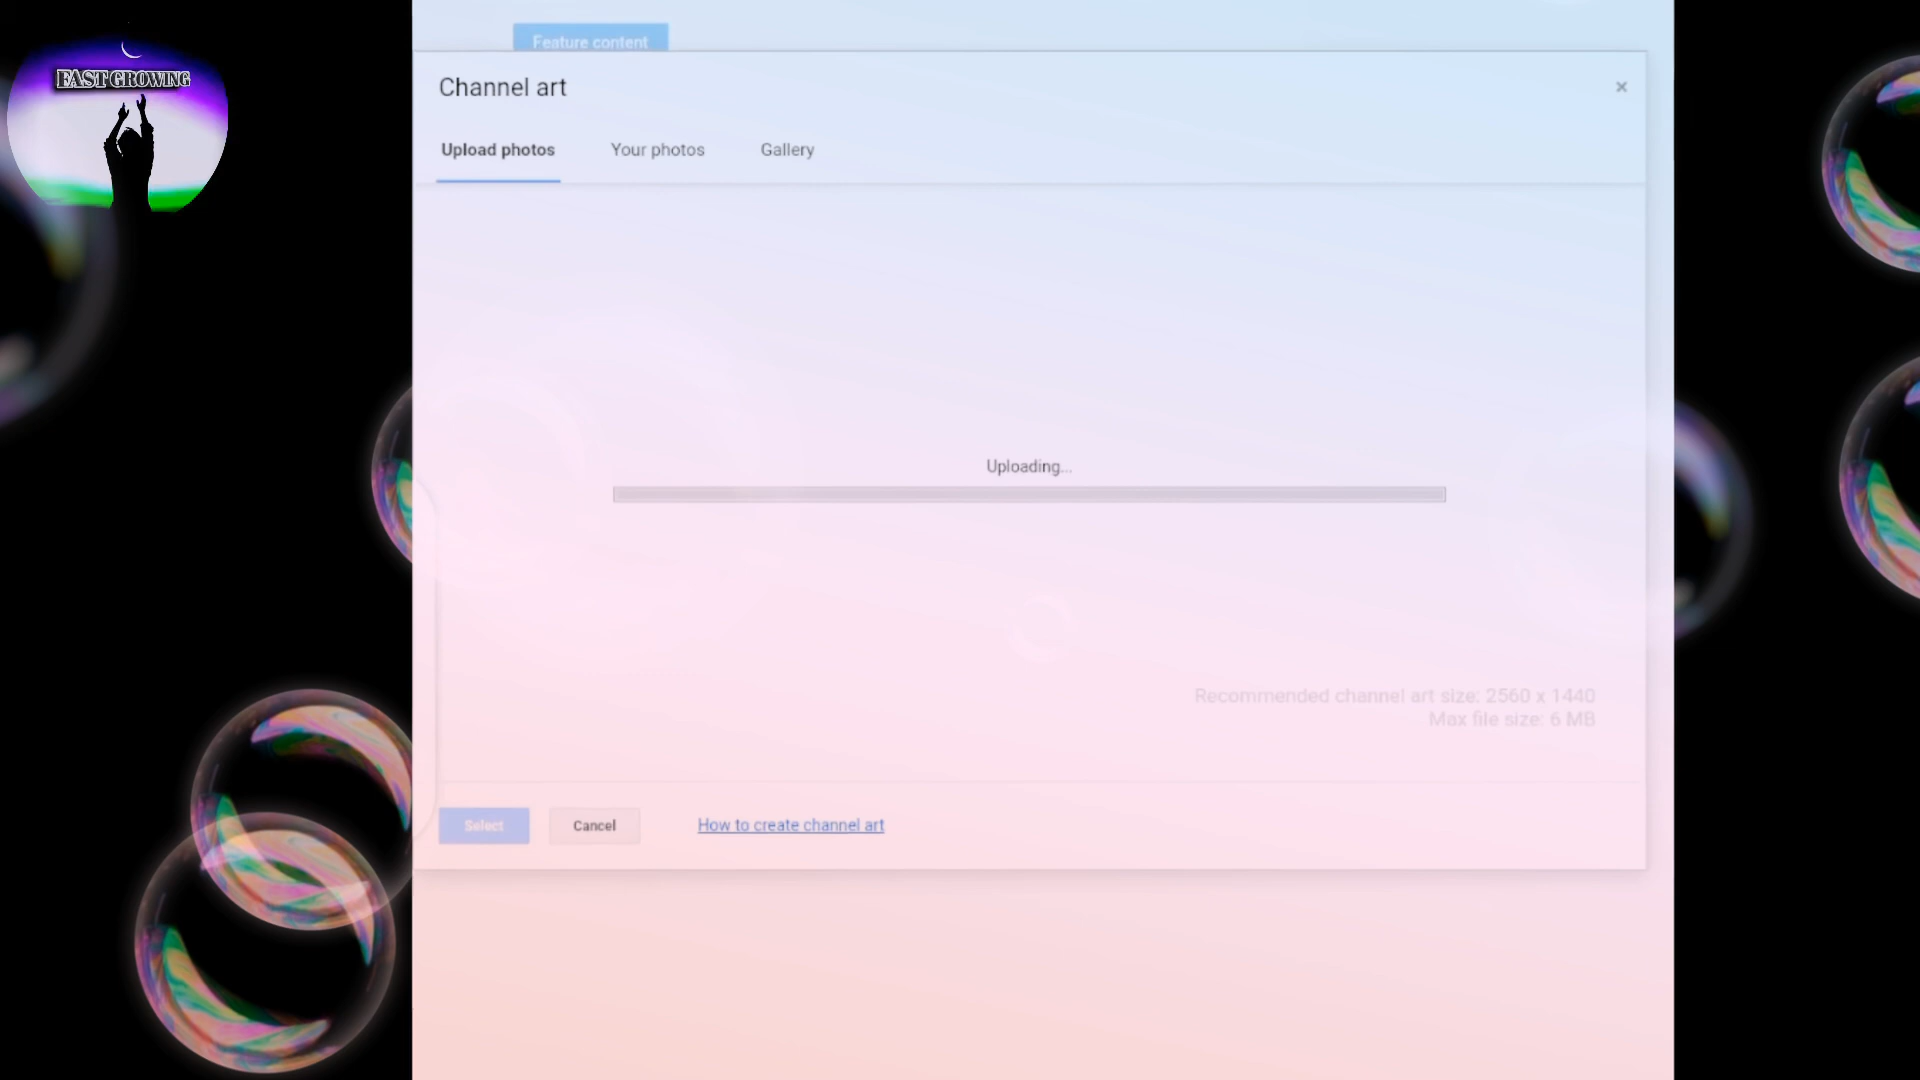 Feature content
FAST GROWING
Channel art
×
Upload photos
Your photos
Gallery
Uploading...
Recommended channel art size: 2560 x 1440
Max file size: 6 MB
Select
Cancel
How to create channel art